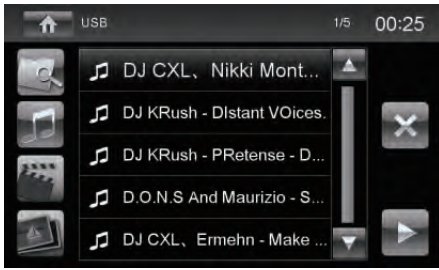 USB 1/5 00:25
DJ CXL、Nikki Mont...
DJ KRush - DIstant VOices.
DJ KRush - PRetense - D...
D.O.N.S And Maurizio - S...
DJ CXL、Ermehn - Make ...